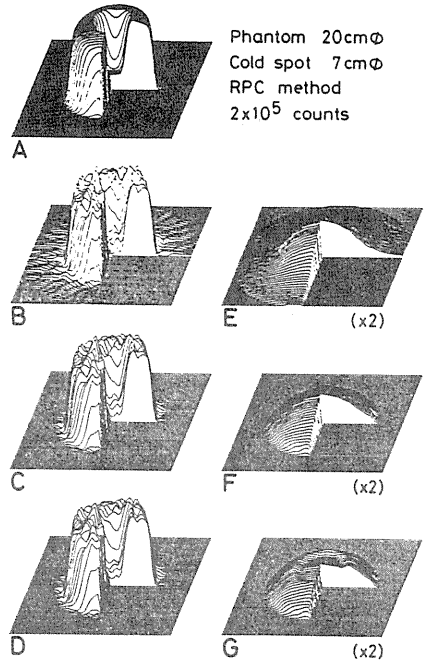 Phantom 20cmΦ
Cold spot 7cmΦ
RPC method
2x10⁵ counts
A
B
E
(x2)
C
F
(x2)
D
G
(x2)